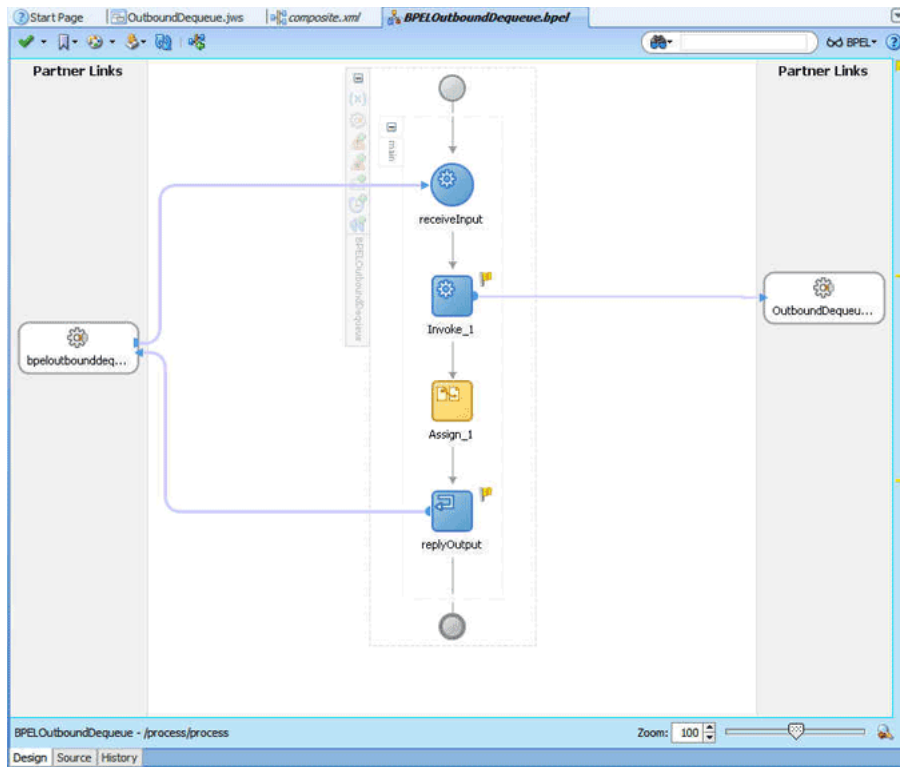 Start Page OutboundDequeue.jws composite.xml BPELOutboundDequeue.bpel
BPEL
Partner Links
Partner Links
(x)
main
receiveInput
BPELOutboundDequeue
Invoke_1
OutboundDequeu...
bpeloutbounddeq...
Assign_1
replyOutput
BPELOutboundDequeue - /process/process
Zoom: 100
Design Source History